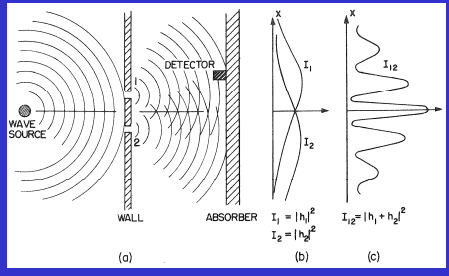 X
X
DETECTOR
1
I₁
I₁₂
WAVE
SOURCE
2
I₂
WALL
ABSORBER
I₁ = |h₁|²
I₂ = |h₂|²
I₁₂ = |h₁ + h₂|²
(a)
(b)
(c)